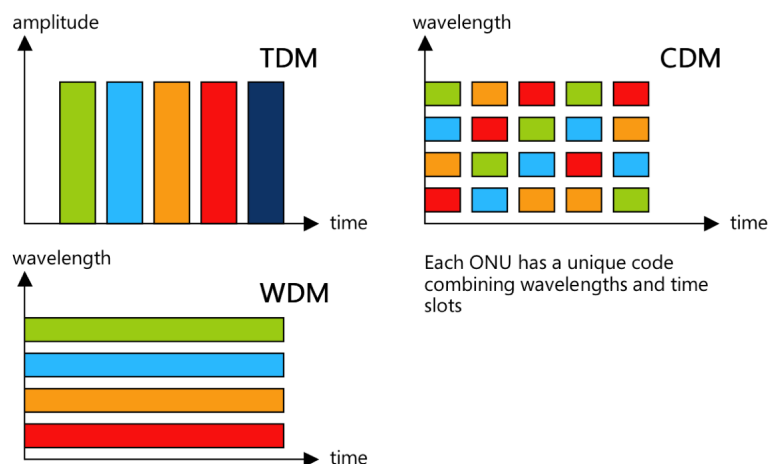 amplitude
TDM
time
wavelength
CDM
time
Each ONU has a unique code
combining wavelengths and time
slots
wavelength
WDM
time